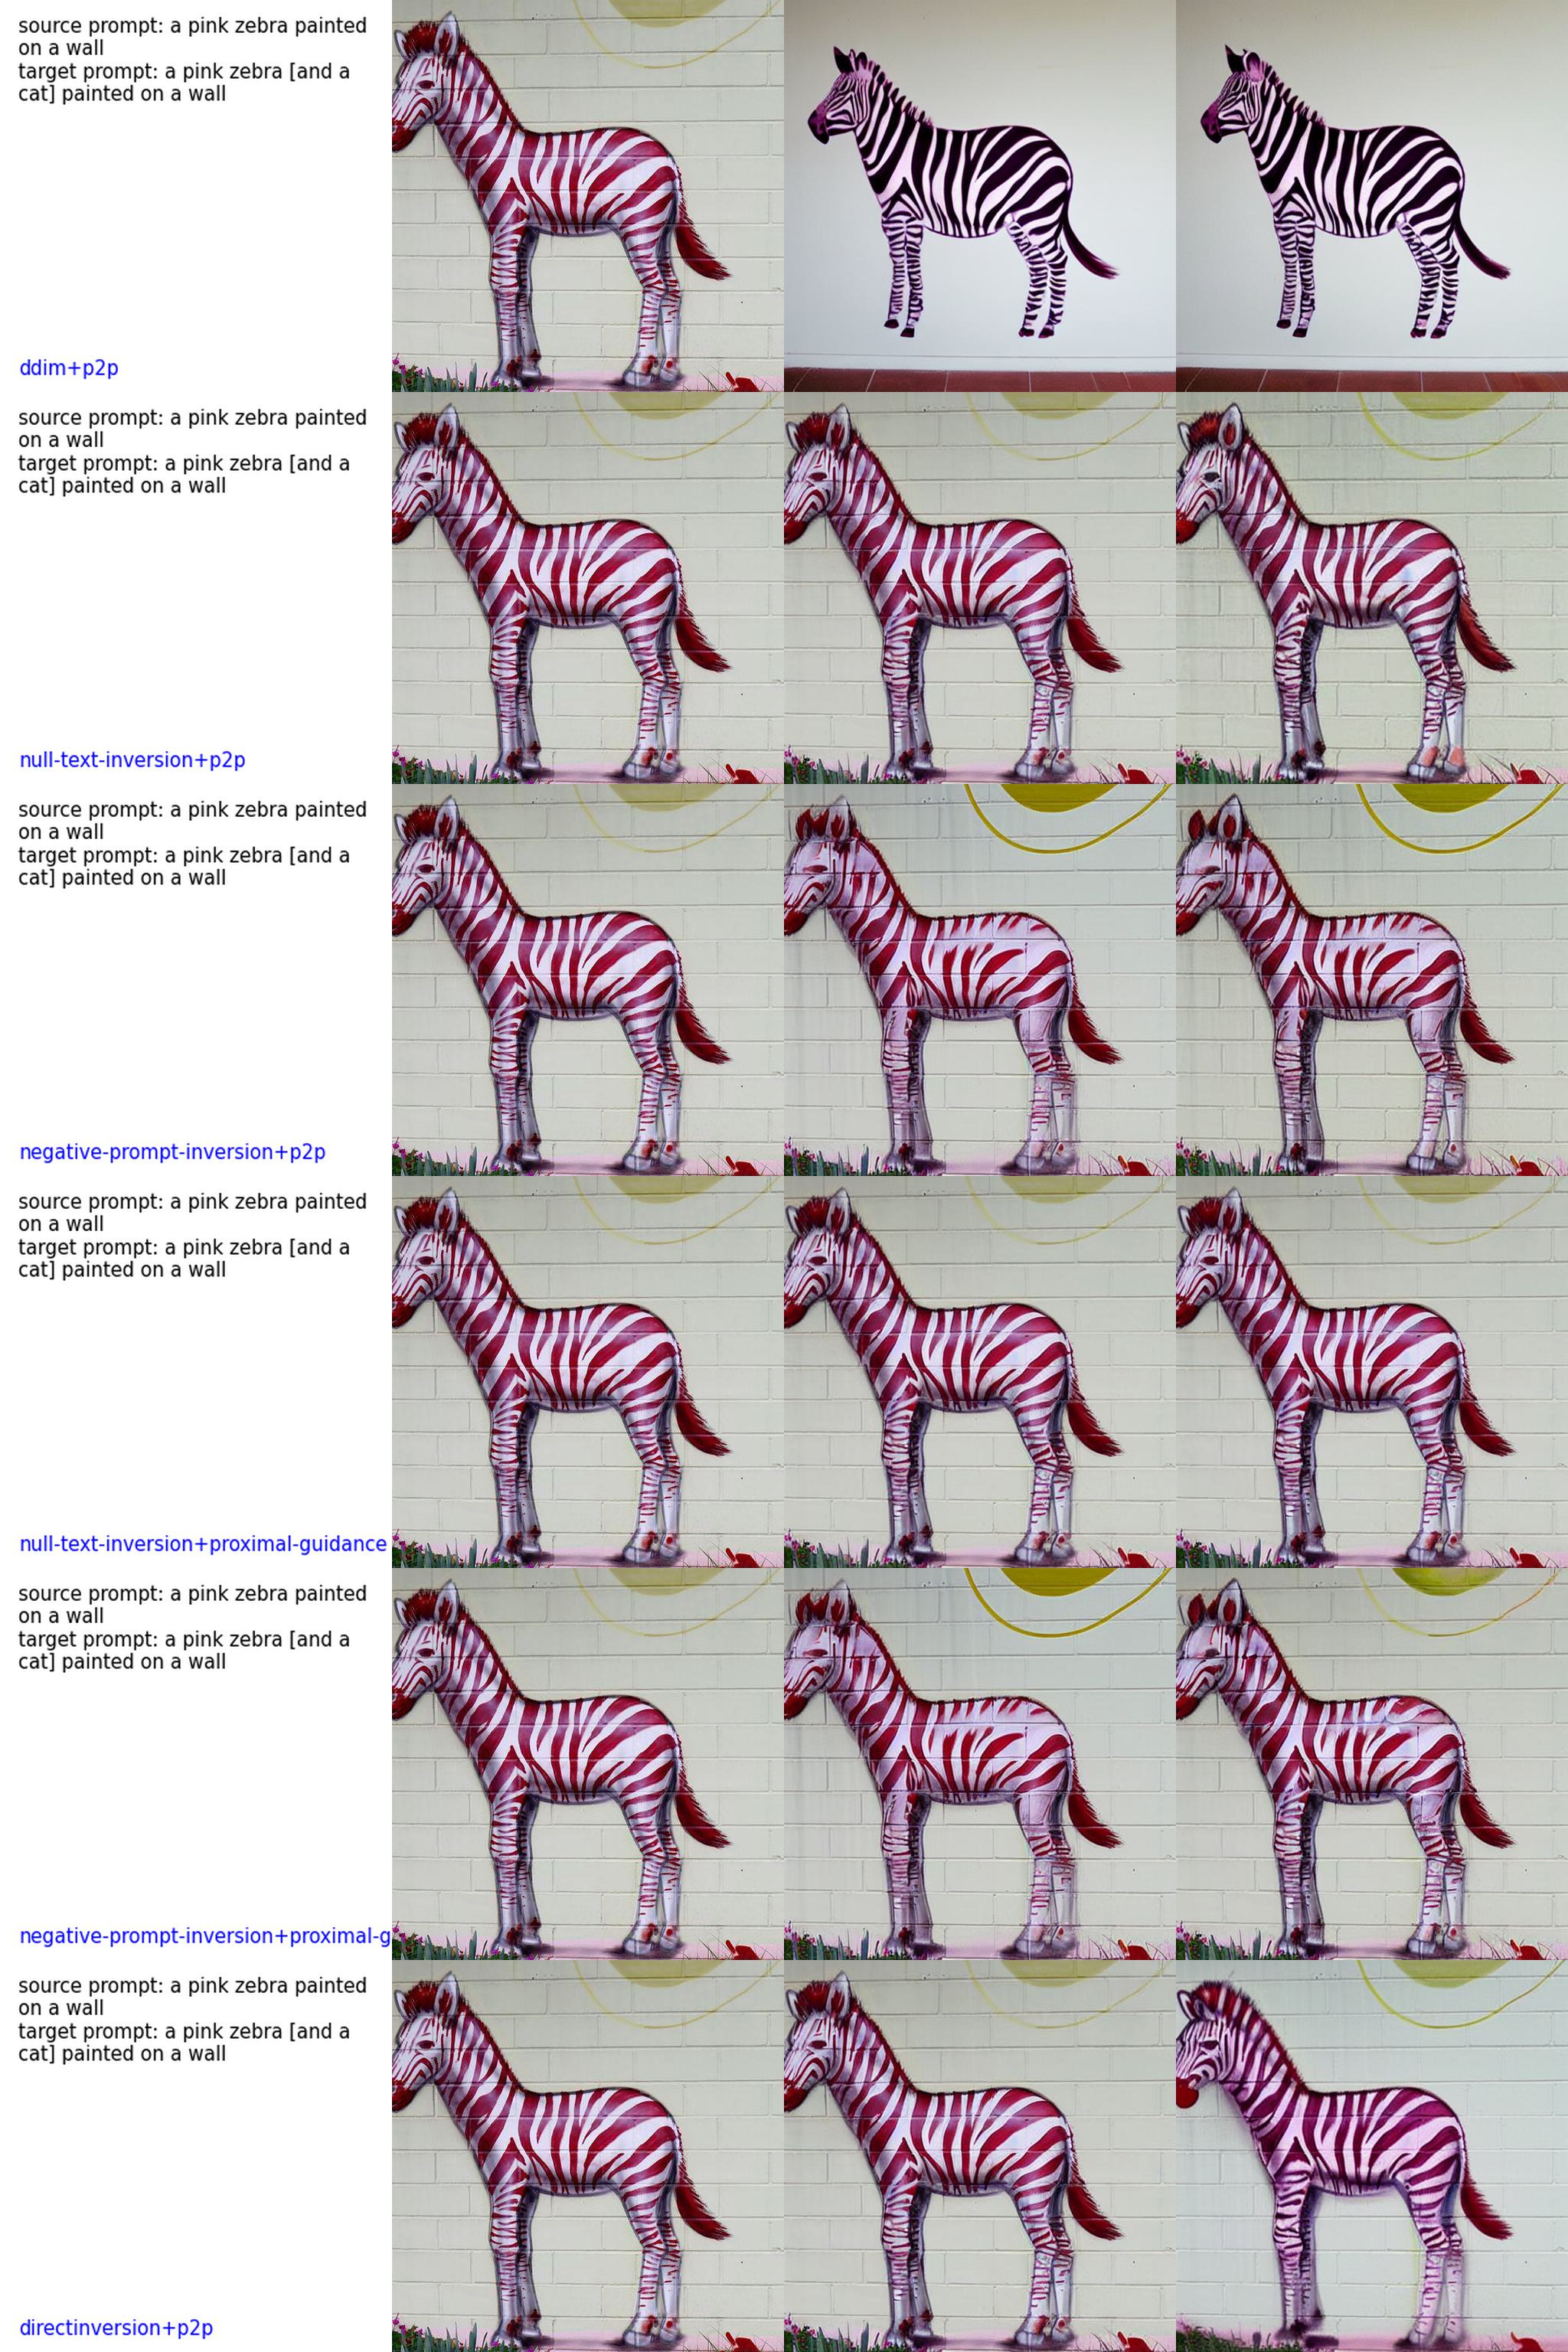 source prompt: a pink zebra painted
on a wall
target prompt: a pink zebra [and a
cat] painted on a wall
ddim+p2p
source prompt: a pink zebra painted
on a wall
target prompt: a pink zebra [and a
cat] painted on a wall
null-text-inversion+p2p
source prompt: a pink zebra painted
on a wall
target prompt: a pink zebra [and a
cat] painted on a wall
negative-prompt-inversion+p2p
source prompt: a pink zebra painted
on a wall
target prompt: a pink zebra [and a
cat] painted on a wall
null-text-inversion+proximal-guidance
source prompt: a pink zebra painted
on a wall
target prompt: a pink zebra [and a
cat] painted on a wall
negative-prompt-inversion+proximal-g
source prompt: a pink zebra painted
on a wall
target prompt: a pink zebra [and a
cat] painted on a wall
directinversion+p2p